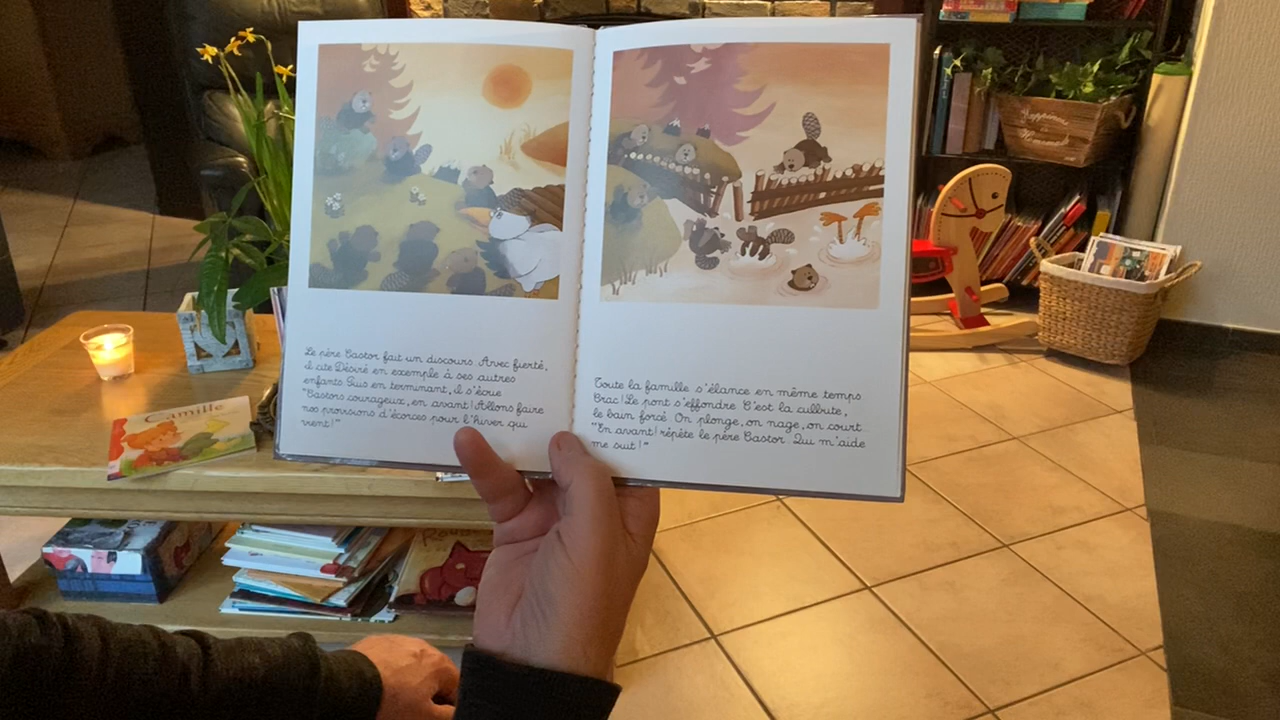 Le père Castor fait un discours. Avec fierté,
il cite Désiré en exemple à ses autres
enfants. Puis en terminant, il s'écrie
"Castors courageux, en avant! Allons faire
nos provisions d'écorces pour l'hiver qui
vient!"
Toute la famille s'élance en même temps
Crac! Le pont s'effondre. C'est la culbute,
le bain forcé. On plonge, on nage, on court
"En avant! répète le père Castor. Qui m'aide
me suit!"
Camille
Happiness